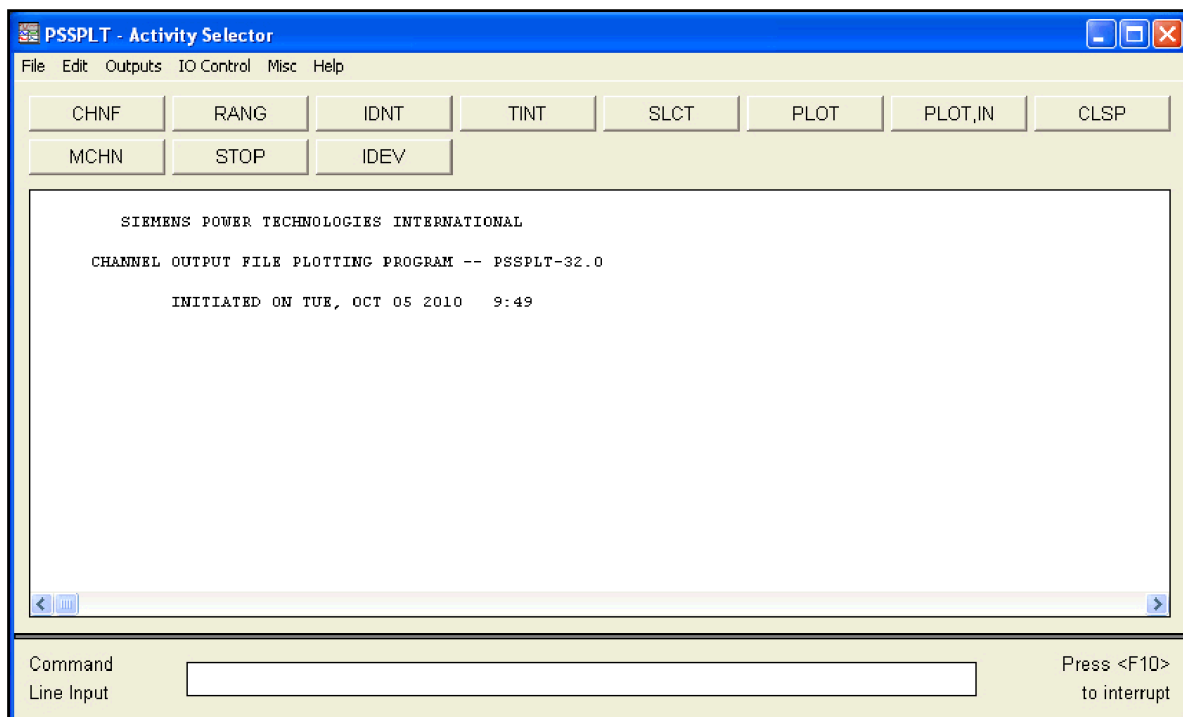 PSSPLT - Activity Selector
File Edit Outputs IO Control Misc Help
CHNF RANG IDNT TINT SLCT PLOT PLOT,IN CLSP
MCHN STOP IDEV
SIEMENS POWER TECHNOLOGIES INTERNATIONAL
CHANNEL OUTPUT FILE PLOTTING PROGRAM -- PSSPLT-32.0
INITIATED ON TUE, OCT 05 2010 9:49
Command
Line Input
Press <F10>
to interrupt